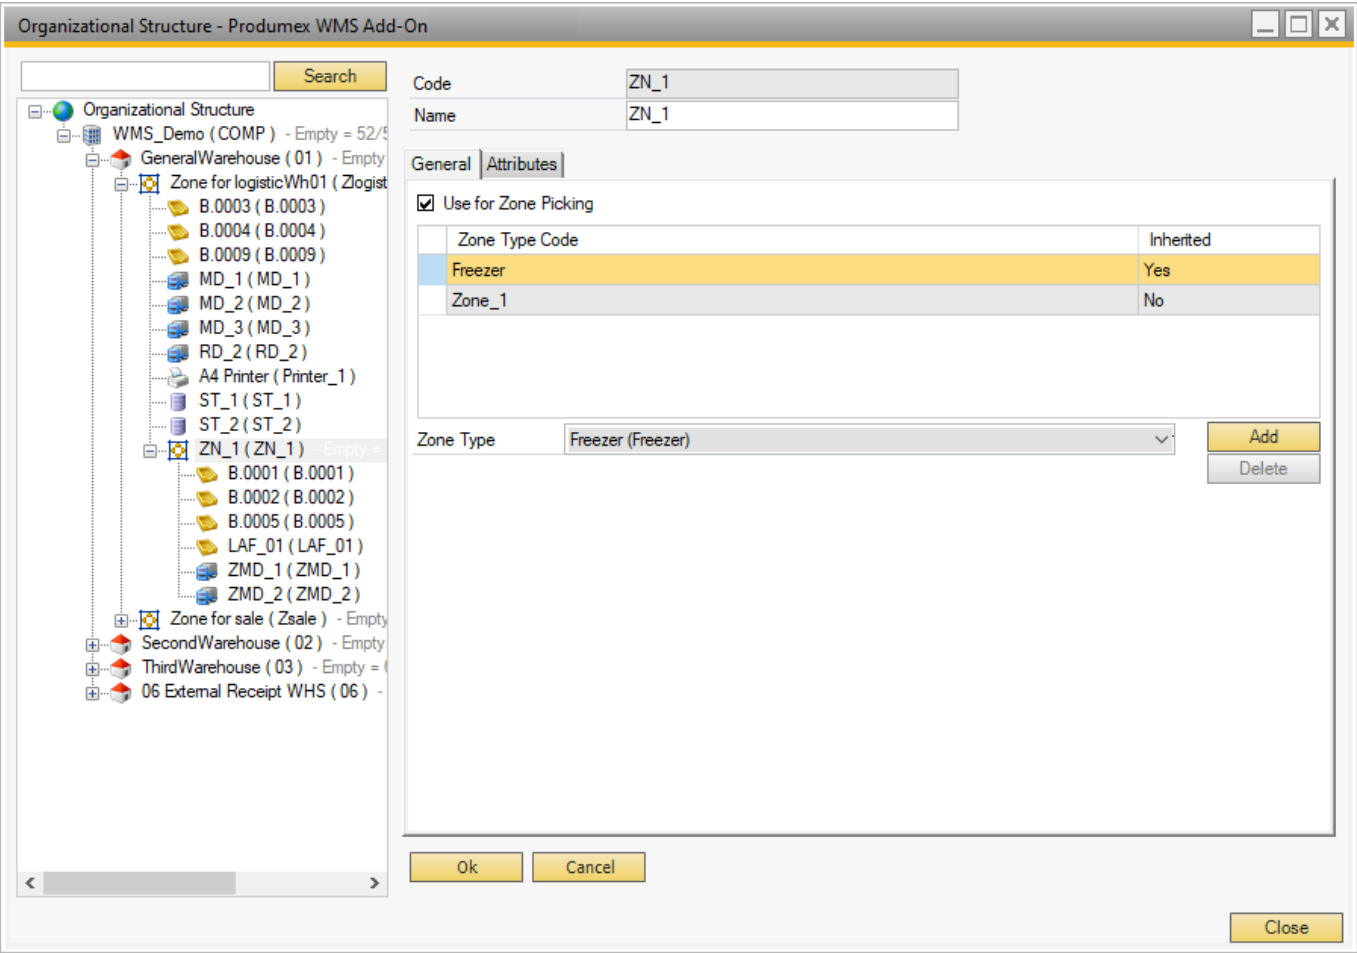 Organizational Structure - Produmex WMS Add-On
Search
Organizational Structure
WMS_Demo ( COMP ) - Empty = 52/5
GeneralWarehouse ( 01 ) - Empty
Zone for logisticWh01 ( Zlogist
B.0003 ( B.0003 )
B.0004 ( B.0004 )
B.0009 ( B.0009 )
MD_1 ( MD_1 )
MD_2 ( MD_2 )
MD_3 ( MD_3 )
RD_2 ( RD_2 )
A4 Printer ( Printer_1 )
ST_1 ( ST_1 )
ST_2 ( ST_2 )
ZN_1 ( ZN_1 ) - Empty =
B.0001 ( B.0001 )
B.0002 ( B.0002 )
B.0005 ( B.0005 )
LAF_01 ( LAF_01 )
ZMD_1 ( ZMD_1 )
ZMD_2 ( ZMD_2 )
Zone for sale ( Zsale ) - Empty
SecondWarehouse ( 02 ) - Empty
ThirdWarehouse ( 03 ) - Empty =
06 External Receipt WHS ( 06 ) -
Code ZN_1
Name ZN_1
General Attributes
Use for Zone Picking
Zone Type Code Inherited
Freezer Yes
Zone_1 No
Zone Type Freezer (Freezer) Add
Delete
Ok Cancel
Close